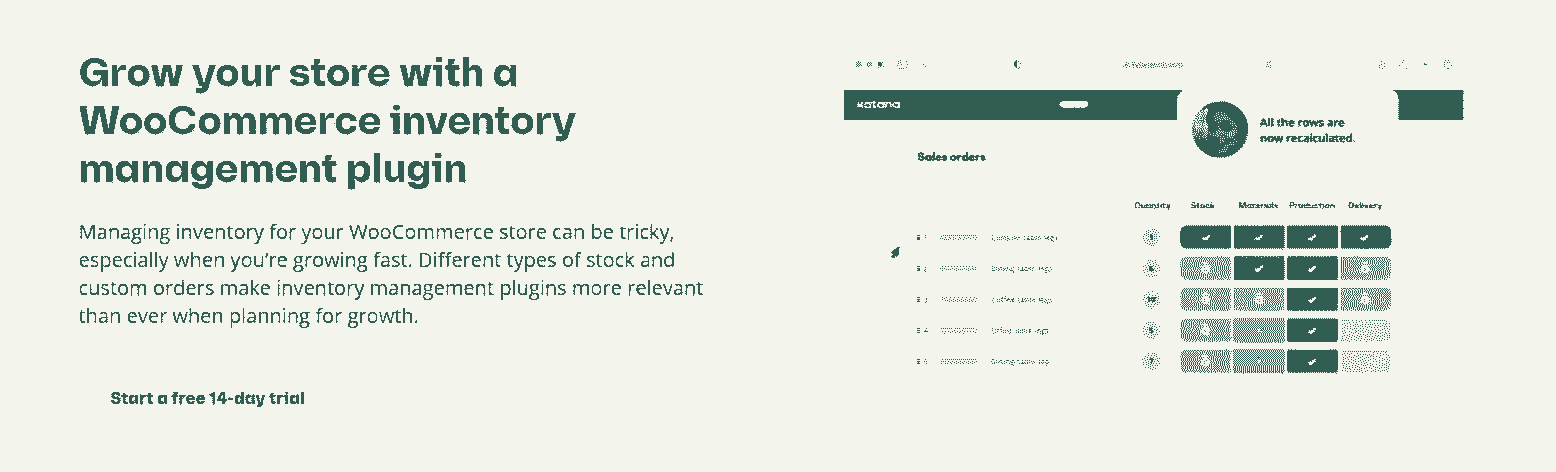 Grow your store with a
WooCommerce inventory
management plugin
Managing inventory for your WooCommerce store can be tricky,
especially when you're growing fast. Different types of stock and
custom orders make inventory management plugins more relevant
than ever when planning for growth.
Start a free 14-day trial
katana
All the rows are
now recalculated.
Sales orders
Quantity Stock Materials Production Delivery